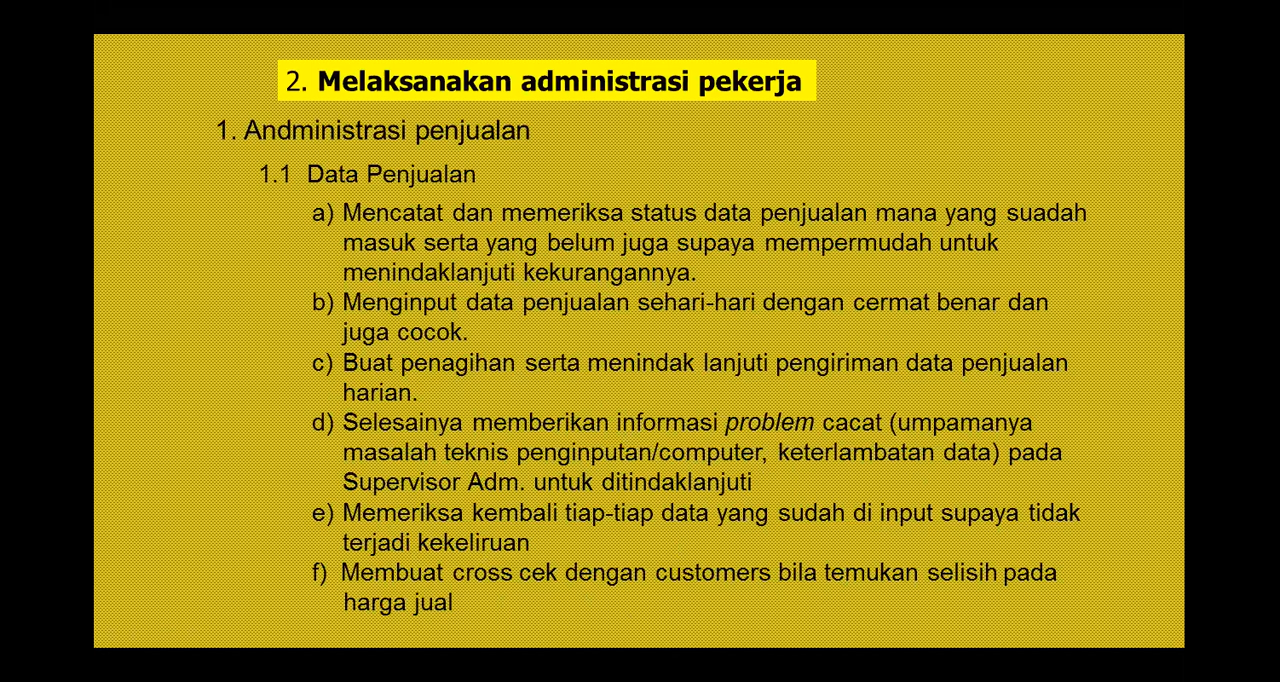 2. Melaksanakan administrasi pekerja
1. Andministrasi penjualan
1.1 Data Penjualan
a) Mencatat dan memeriksa status data penjualan mana yang suadah
masuk serta yang belum juga supaya mempermudah untuk
menindaklanjuti kekurangannya.
b) Menginput data penjualan sehari-hari dengan cermat benar dan
juga cocok.
c) Buat penagihan serta menindak lanjuti pengiriman data penjualan
harian.
d) Selesainya memberikan informasi problem cacat (umpamanya
masalah teknis penginputan/computer, keterlambatan data) pada
Supervisor Adm. untuk ditindaklanjuti
e) Memeriksa kembali tiap-tiap data yang sudah di input supaya tidak
terjadi kekeliruan
f) Membuat cross cek dengan customers bila temukan selisih pada
harga jual